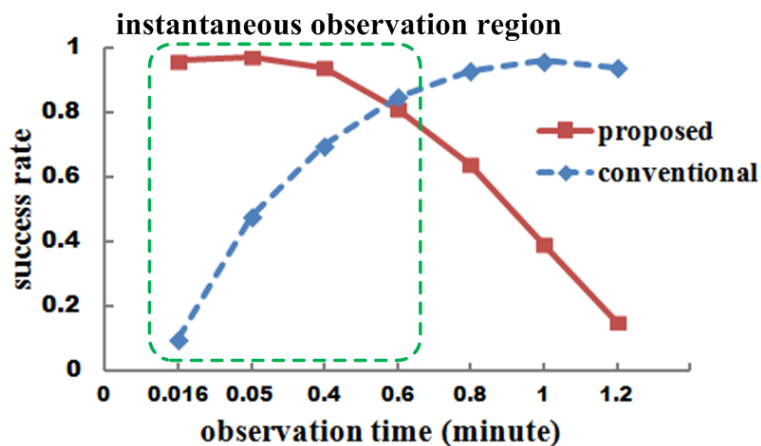 instantaneous observation region
1
0.8
0.6
0.4
0.2
0
success rate
proposed
conventional
0 0.016 0.05 0.4 0.6 0.8 1 1.2
observation time (minute)